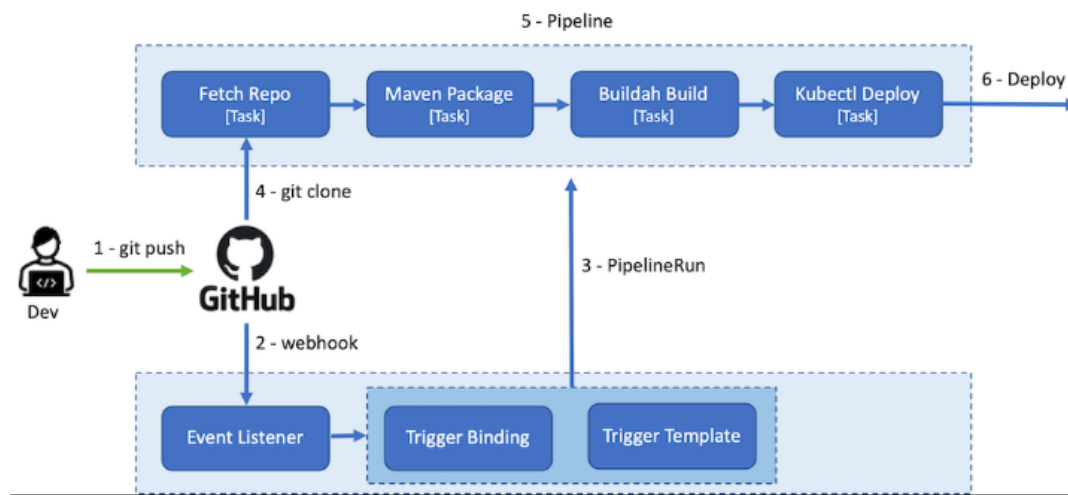 5 - Pipeline
Fetch Repo
[Task]
Maven Package
[Task]
Buildah Build
[Task]
Kubectl Deploy
[Task]
6 - Deploy
4 - git clone
1 - git push
Dev
GitHub
3 - PipelineRun
2 - webhook
Event Listener
Trigger Binding
Trigger Template